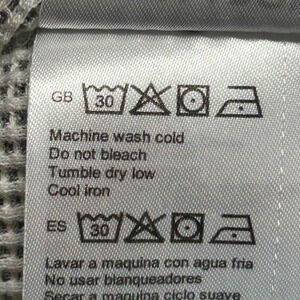 GB 30
Machine wash cold
Do not bleach
Tumble dry low
Cool iron
ES 30
Lavar a maquina con agua fria
No usar blanqueadores
Secar a maquina ciclo suave